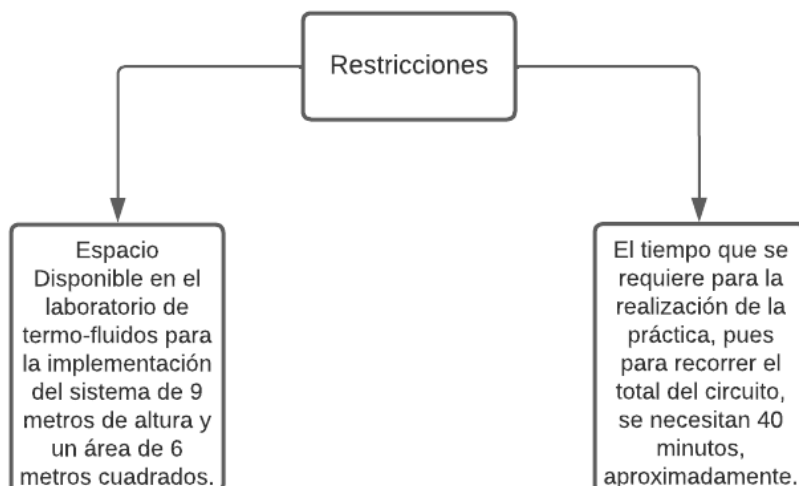 Restricciones
Espacio
Disponible en el
laboratorio de
termo-fluidos para
la implementación
del sistema de 9
metros de altura y
un área de 6
metros cuadrados.
El tiempo que se
requiere para la
realización de la
práctica, pues
para recorrer el
total del circuito,
se necesitan 40
minutos,
aproximadamente.